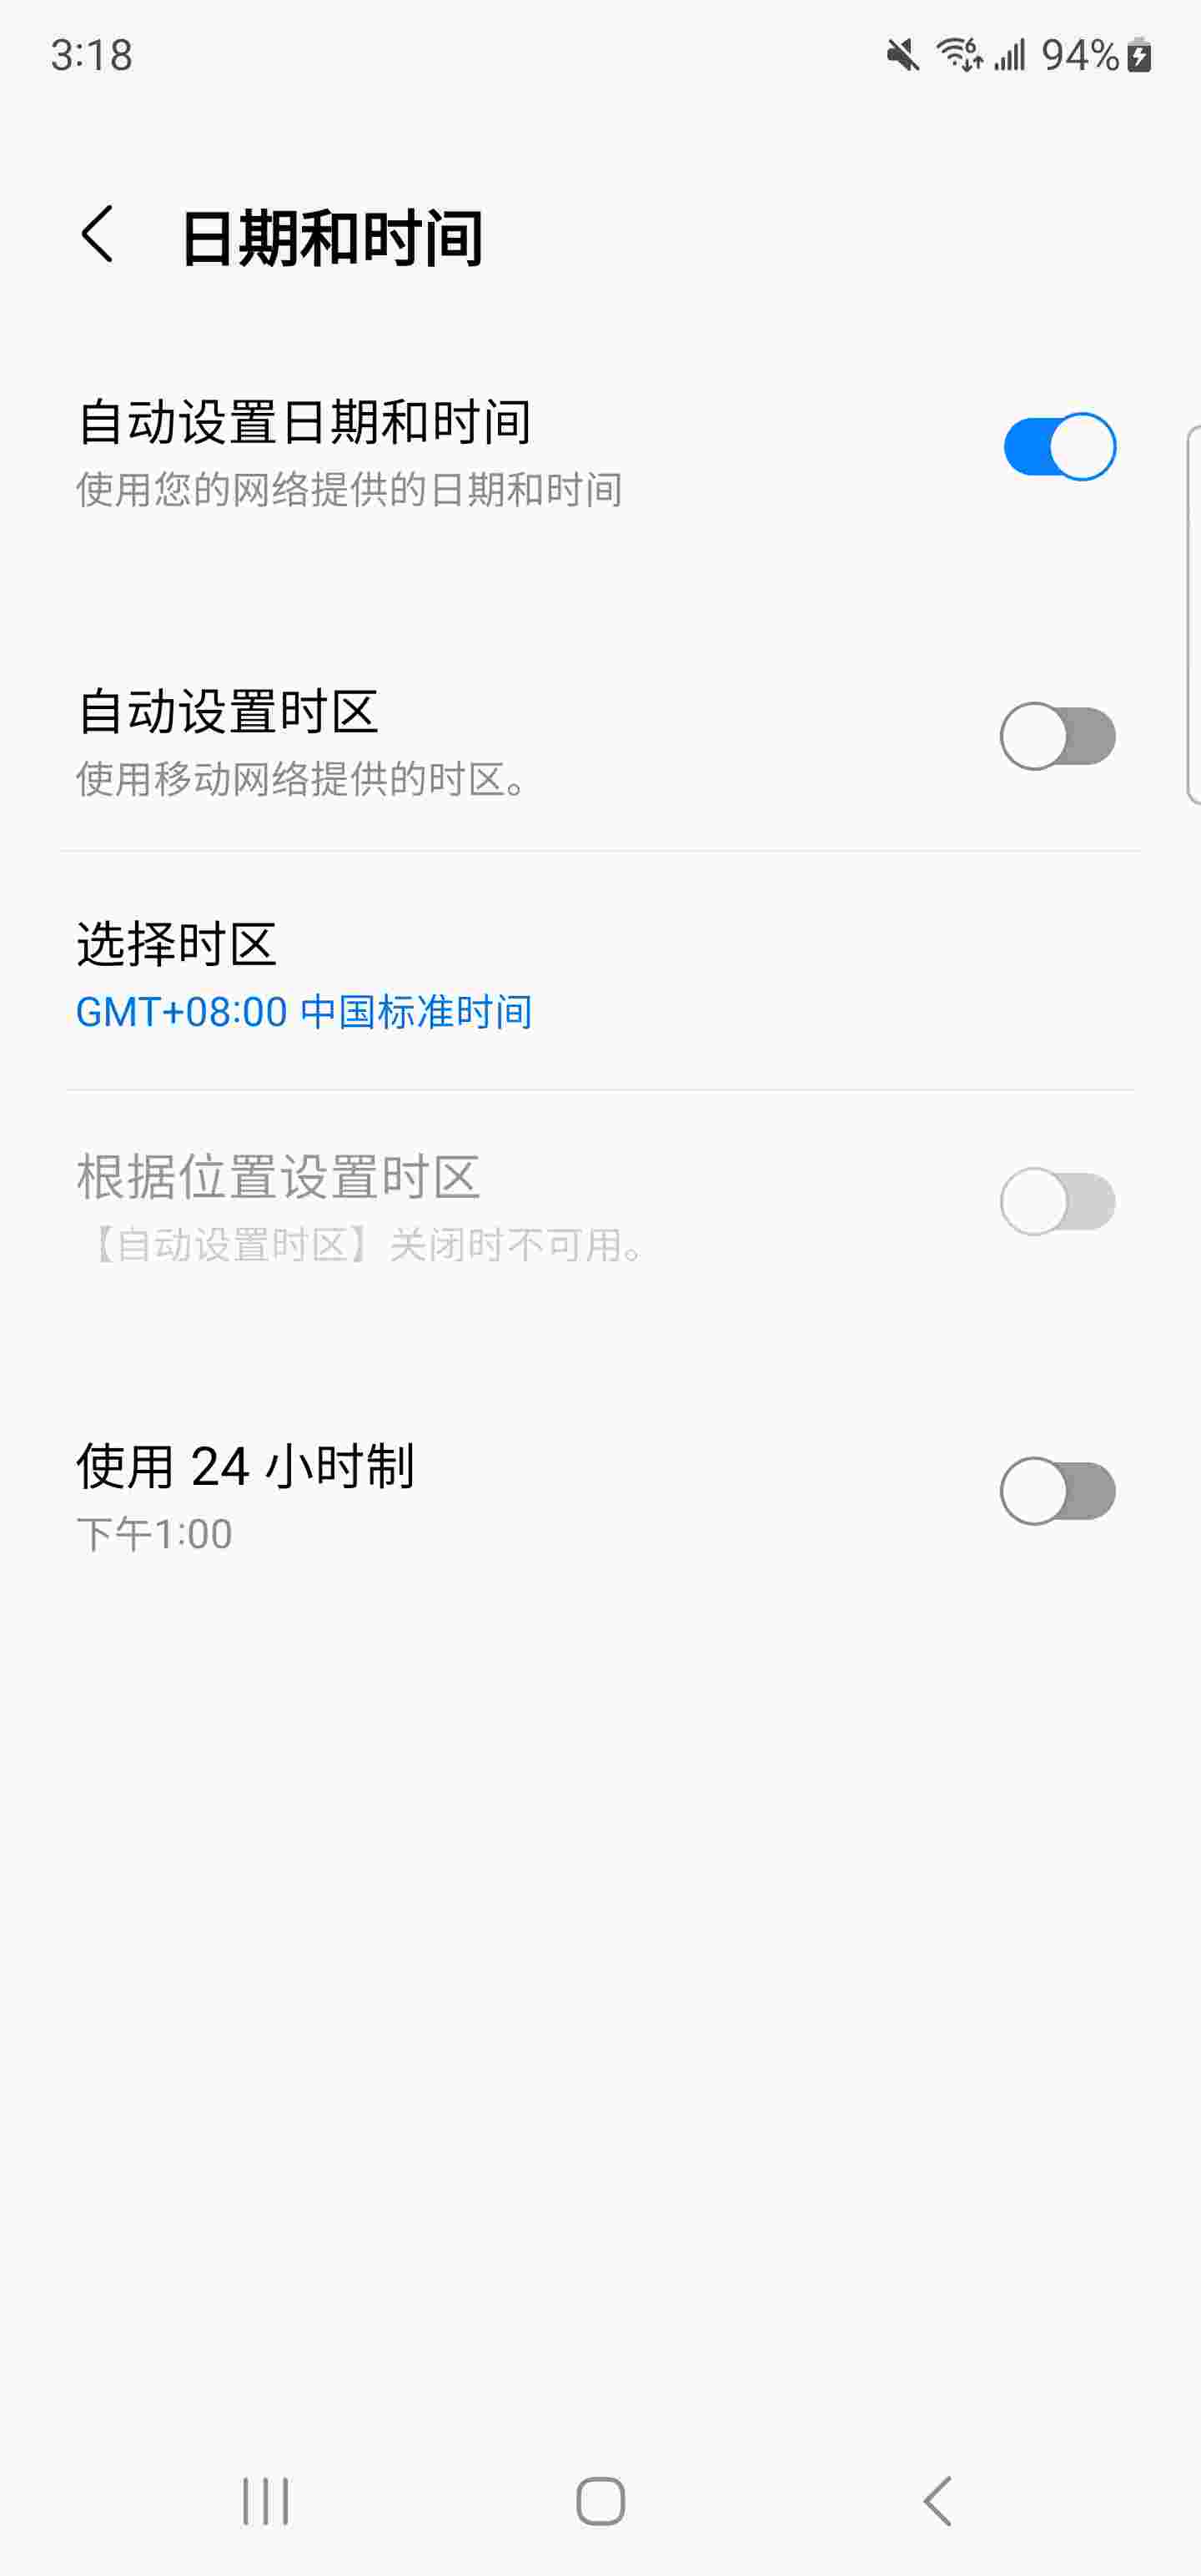 3:18
6 94%
日期和时间
自动设置日期和时间
使用您的网络提供的日期和时间
自动设置时区
使用移动网络提供的时区。
选择时区
GMT+08:00 中国标准时间
根据位置设置时区
【自动设置时区】关闭时不可用。
使用 24 小时制
下午1:00